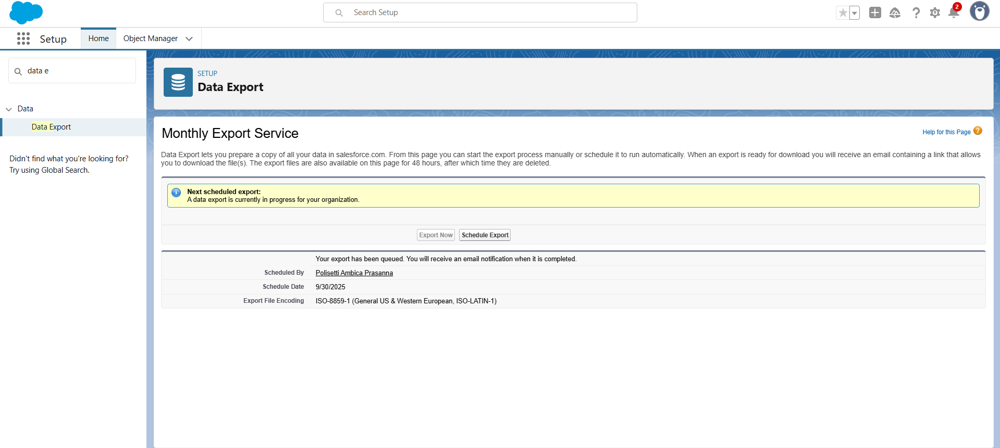 Search Setup
2
Setup
Home
Object Manager
data e
Data
Data Export
Didn't find what you're looking for?
Try using Global Search.
SETUP
Data Export
Monthly Export Service
Help for this Page
Data Export lets you prepare a copy of all your data in salesforce.com. From this page you can start the export process manually or schedule it to run automatically. When an export is ready for download you will receive an email containing a link that allows
you to download the file(s). The export files are also available on this page for 48 hours, after which time they are deleted.
Next scheduled export:
A data export is currently in progress for your organization.
Export Now
Schedule Export
Your export has been queued. You will receive an email notification when it is completed.
Scheduled By Polisetti Ambica Prasanna
Schedule Date 9/30/2025
Export File Encoding ISO-8859-1 (General US & Western European, ISO-LATIN-1)